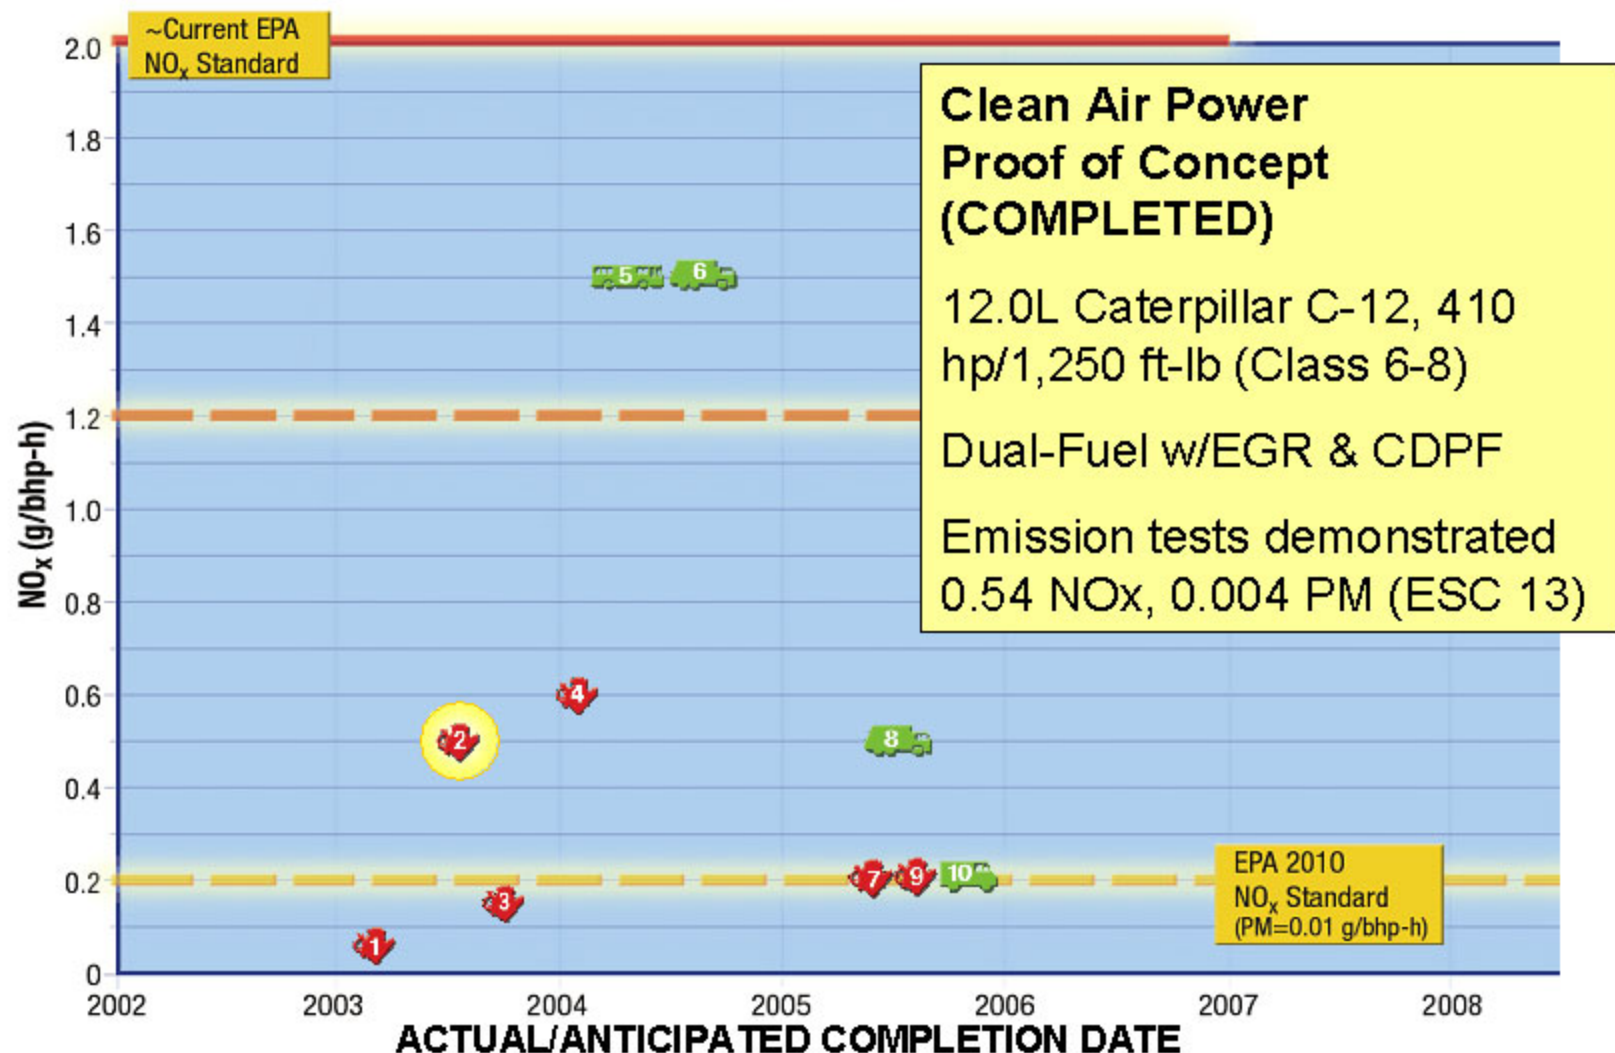 ~Current EPA
NOx Standard
2.0
1.8
1.6
1.4
1.2
1.0
0.8
0.6
0.4
0.2
0
NOx (g/bhp-h)
Clean Air Power
Proof of Concept
(COMPLETED)
12.0L Caterpillar C-12, 410
hp/1,250 ft-lb (Class 6-8)
Dual-Fuel w/EGR & CDPF
Emission tests demonstrated
0.54 NOx, 0.004 PM (ESC 13)
5
6
4
2
8
7
9
10
3
1
EPA 2010
NOx Standard
(PM=0.01 g/bhp-h)
2002
2003
2004
2005
2006
2007
2008
ACTUAL/ANTICIPATED COMPLETION DATE